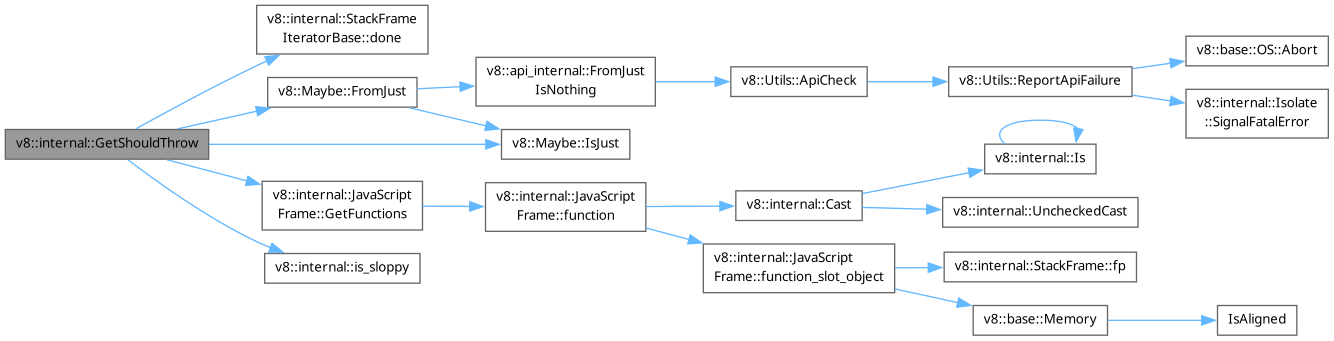 v8::internal::GetShouldThrow
v8::internal::StackFrame
IteratorBase::done
v8::Maybe::FromJust
v8::internal::JavaScript
Frame::GetFunctions
v8::internal::is_sloppy
v8::api_internal::FromJust
IsNothing
v8::Maybe::IsJust
v8::internal::JavaScript
Frame::function
v8::Utils::ApiCheck
v8::internal::Cast
v8::internal::JavaScript
Frame::function_slot_object
v8::Utils::ReportApiFailure
v8::internal::Is
v8::internal::UncheckedCast
v8::internal::StackFrame::fp
v8::base::Memory
v8::base::OS::Abort
v8::internal::Isolate
::SignalFatalError
IsAligned